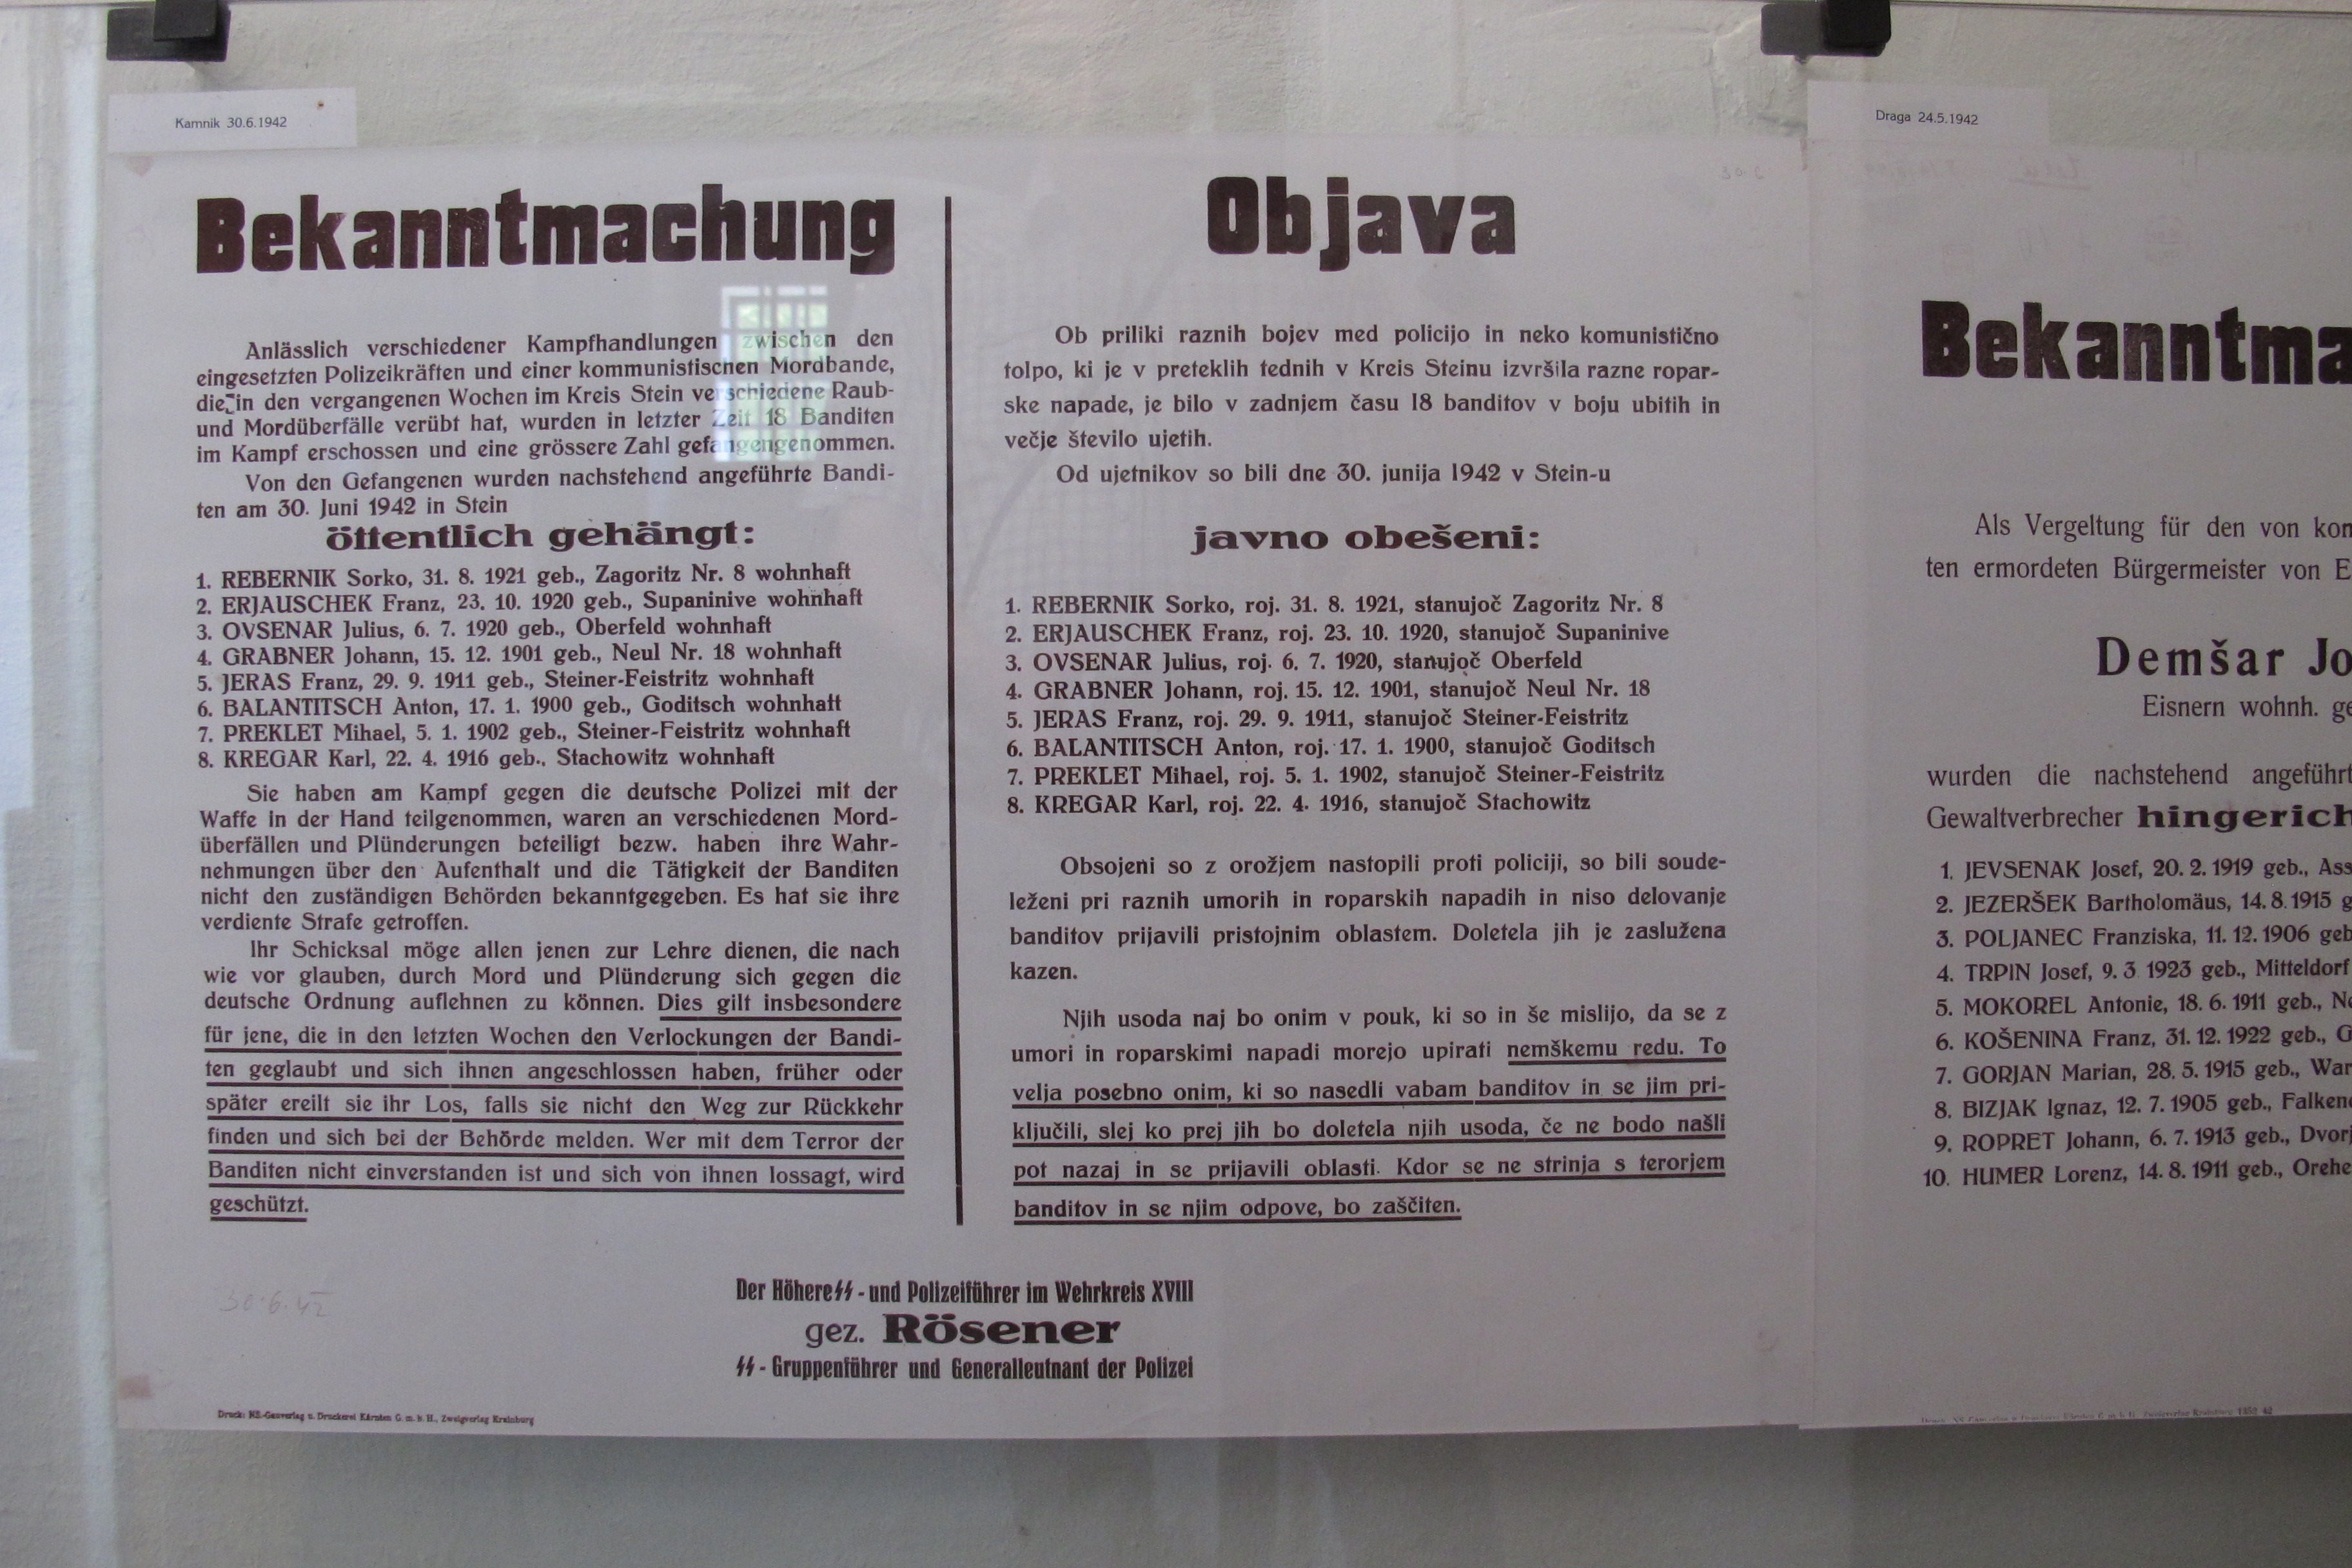 Kamnik 30.6.1942
Bekanntmachung
Anlässlich verschiedener Kampfhandlungen zwischen den
eingesetzten Polizeikräften und einer kommunistischen Mordbande,
die in den vergangenen Wochen im Kreis Stein verschiedene Raub-
und Mordüberfälle verübt hat, wurden in letzter Zeit 18 Banditen
im Kampf erschossen und eine grössere Zahl gefangengenommen.
Von den Gefangenen wurden nachstehend angeführte Bandi-
ten am 30. Juni 1942 in Stein
öffentlich gehängt:
1. REBERNIK Sorko, 31. 8. 1921 geb., Zagoritz Nr. 8 wohnhaft
2. ERJAUSCHEK Franz, 23. 10. 1920 geb., Supaninive wohnhaft
3. OVSENAR Julius, 6. 7. 1920 geb., Oberfeld wohnhaft
4. GRABNER Johann, 15. 12. 1901 geb., Neul Nr. 18 wohnhaft
5. JERAS Franz, 29. 9. 1911 geb., Steiner-Feistritz wohnhaft
6. BALANTITSCH Anton, 17. 1. 1900 geb., Goditsch wohnhaft
7. PREKLET Mihael, 5. 1. 1902 geb., Steiner-Feistritz wohnhaft
8. KREGAR Karl, 22. 4. 1916 geb., Stachowitz wohnhaft
Sie haben am Kampf gegen die deutsche Polizei mit der
Waffe in der Hand teilgenommen, waren an verschiedenen Mord-
überfällen und Plünderungen beteiligt bezw. haben ihre Wahr-
nehmungen über den Aufenthalt und die Tätigkeit der Banditen
nicht den zuständigen Behörden bekanntgegeben. Es hat sie ihre
verdiente Strafe getroffen.
Ihr Schicksal möge allen jenen zur Lehre dienen, die nach
wie vor glauben, durch Mord und Plünderung sich gegen die
deutsche Ordnung auflehnen zu können. Dies gilt insbesondere
für jene, die in den letzten Wochen den Verlockungen der Bandi-
ten geglaubt und sich ihnen angeschlossen haben, früher oder
später ereilt sie ihr Los, falls sie nicht den Weg zur Rückkehr
finden und sich bei der Behörde melden. Wer mit dem Terror der
Banditen nicht einverstanden ist und sich von ihnen lossagt, wird
geschützt.
Objava
Ob priliki raznih bojev med policijo in neko komunistično
tolpo, ki je v preteklih tednih v Kreis Steinu izvršila razne ropar-
ske napade, je bilo v zadnjem času 18 banditov v boju ubitih in
večje število ujetih.
Od ujetnikov so bili dne 30. junija 1942 v Stein-u
javno obešeni:
1. REBERNIK Sorko, roj. 31. 8. 1921, stanujoč Zagoritz Nr. 8
2. ERJAUSCHEK Franz, roj. 23. 10. 1920, stanujoč Supaninive
3. OVSENAR Julius, roj. 6. 7. 1920, stanujoč Oberfeld
4. GRABNER Johann, roj. 15. 12. 1901, stanujoč Neul Nr. 18
5. JERAS Franz, roj. 29. 9. 1911, stanujoč Steiner-Feistritz
6. BALANTITSCH Anton, roj. 17. 1. 1900, stanujoč Goditsch
7. PREKLET Mihael, roj. 5. 1. 1902, stanujoč Steiner-Feistritz
8. KREGAR Karl, roj. 22. 4. 1916, stanujoč Stachowitz
Obsojeni so z orožjem nastopili proti policiji, so bili soude-
leženi pri raznih umorih in roparskih napadih in niso delovanje
banditov prijavili pristojnim oblastem. Doletela jih je zaslužena
kazen.
Njih usoda naj bo onim v pouk, ki so in še mislijo, da se z
umori in roparskimi napadi morejo upirati nemškemu redu. To
velja posebno onim, ki so nasedli vabam banditov in se jim pri-
ključili, slej ko prej jih bo doletela njih usoda, če ne bodo našli
pot nazaj in se prijavili oblasti. Kdor se ne strinja s terorjem
banditov in se njim odpove, bo zaščiten.
30.6.42
Der Höhere SS - und Polizeiführer im Wehrkreis XVIII
gez. Rösener
SS - Gruppenführer und Generalleutnant der Polizei
Druck: NS.-Gauverlag u. Druckerei Kärnten G. m. b. H., Zweigverlag Krainburg
Draga 24.5.1942
Bekanntma
Als Vergeltung für den von kom
ten ermordeten Bürgermeister von E
Demšar Jo
Eisnern wohnh. ge
wurden die nachstehend angeführt
Gewaltverbrecher hingerich
1. JEVSENAK Josef, 20. 2. 1919 geb., Ass
2. JEZERŠEK Bartholomäus, 14. 8. 1915 g
3. POLJANEC Franziska, 11. 12. 1906 geb
4. TRPIN Josef, 9. 3 1923 geb., Mitteldorf
5. MOKOREL Antonie, 18. 6. 1911 geb., Ne
6. KOŠENINA Franz, 31. 12. 1922 geb., G
7. GORJAN Marian, 28. 5. 1915 geb., War
8. BIZJAK Ignaz, 12. 7. 1905 geb., Falken
9. ROPRET Johann, 6. 7. 1913 geb., Dvorj
10. HUMER Lorenz, 14. 8. 1911 geb., Orehe